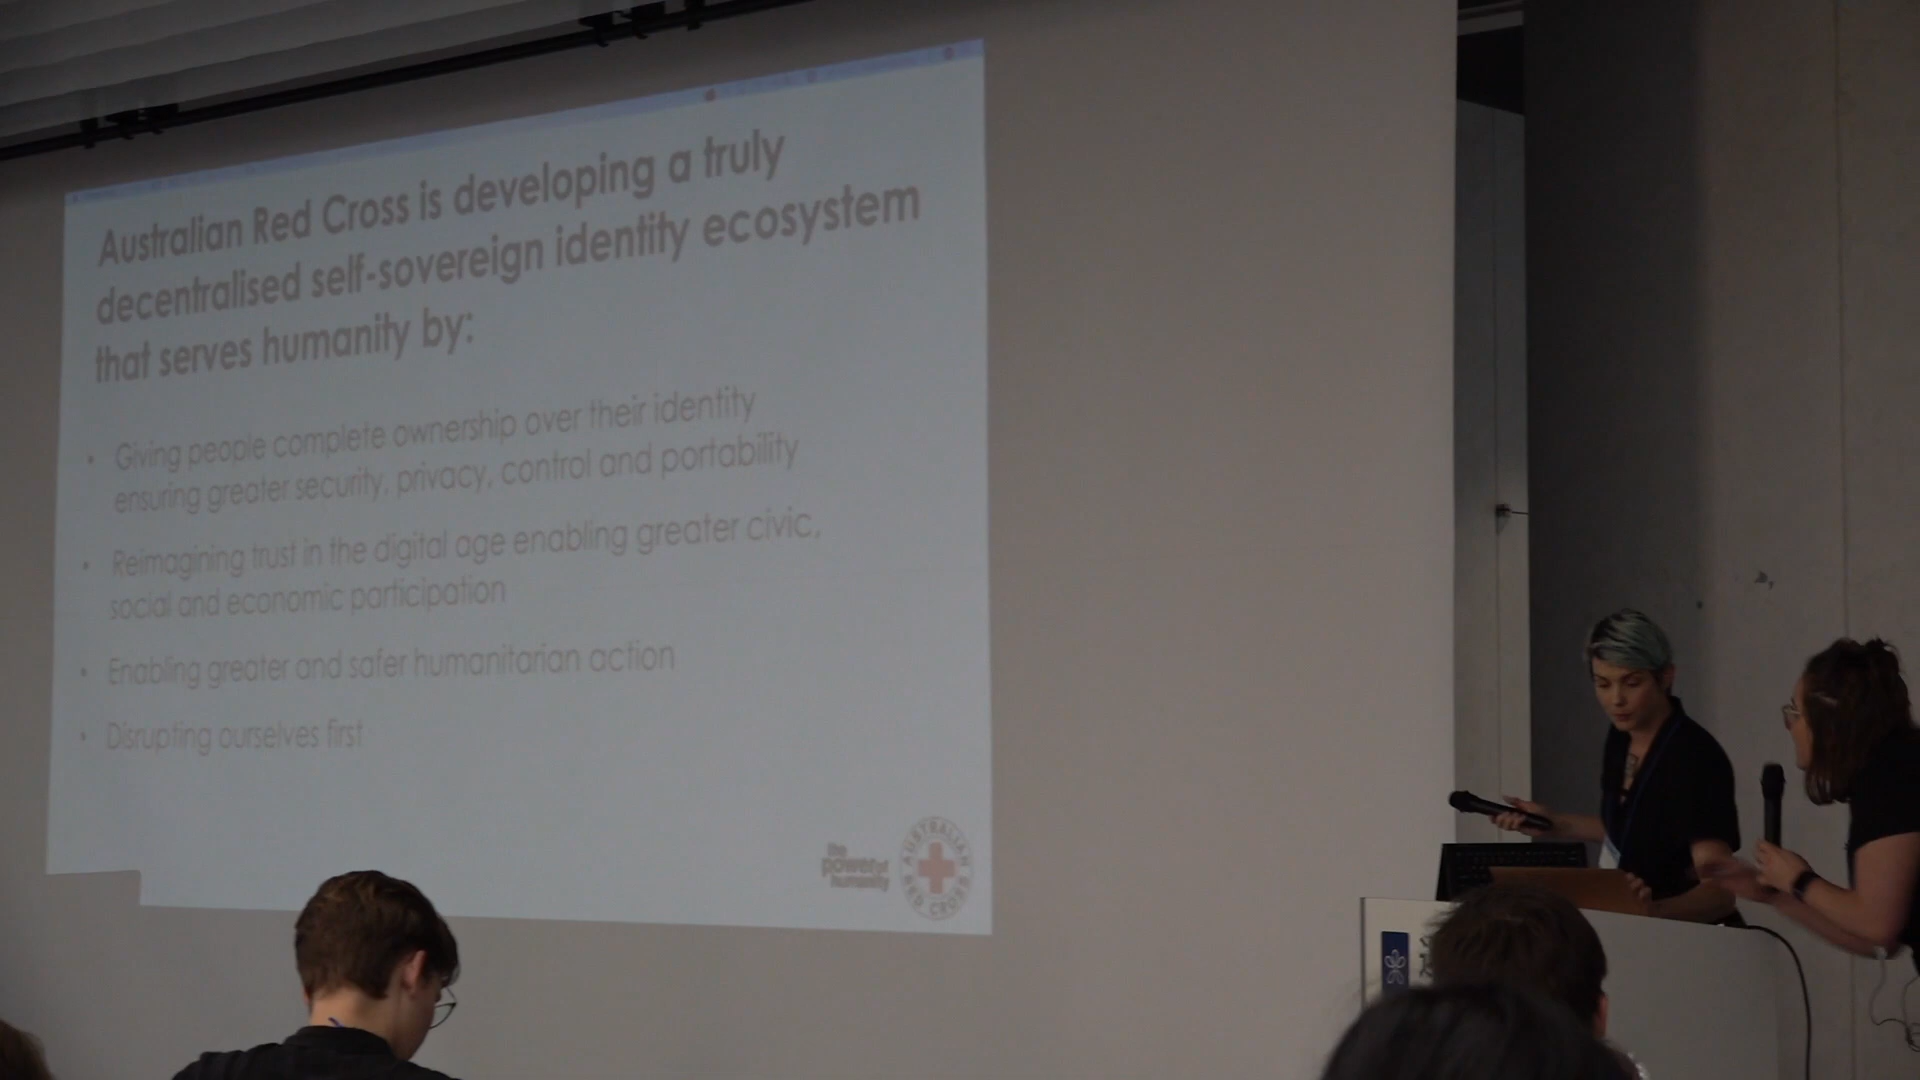 Australian Red Cross is developing a truly
decentralised self-sovereign identity ecosystem
that serves humanity by:
• Giving people complete ownership over their identity
ensuring greater security, privacy, control and portability
• Reimagining trust in the digital age enabling greater civic,
social and economic participation
• Enabling greater and safer humanitarian action
• Disrupting ourselves first
the
power of
humanity
AUSTRALIAN
RED CROSS